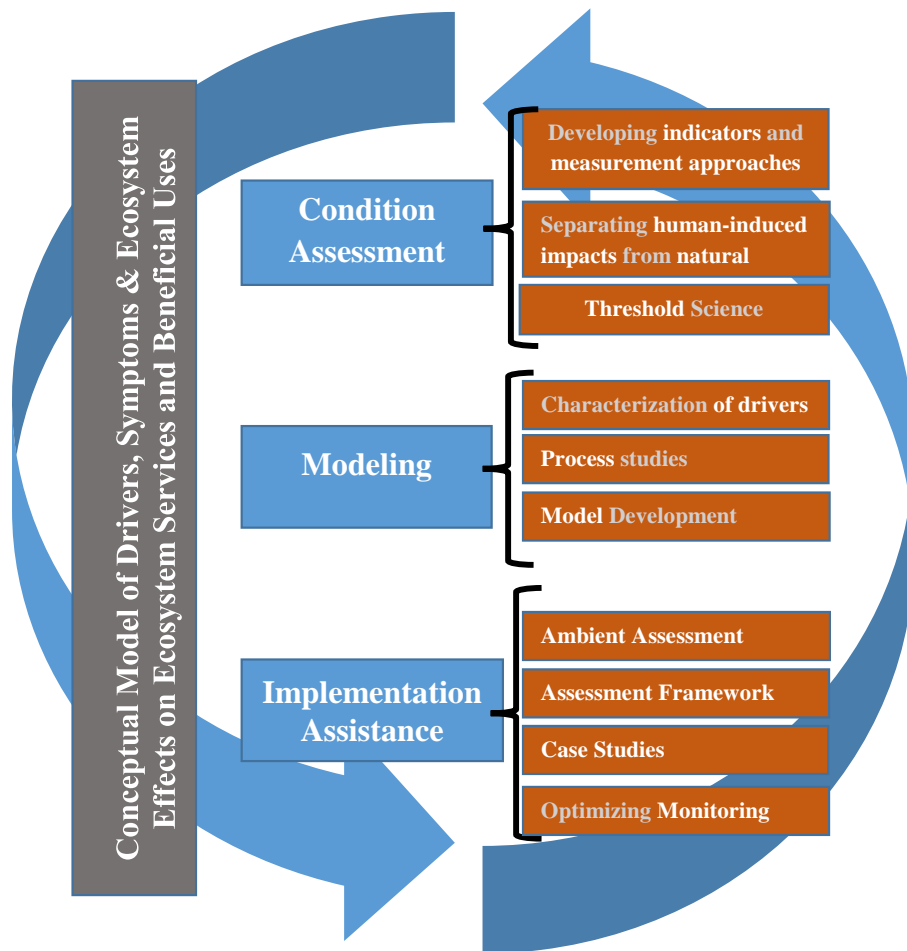 Conceptual Model of Drivers, Symptoms & Ecosystem
Effects on Ecosystem Services and Beneficial Uses
Condition
Assessment
Developing indicators and
measurement approaches
Separating human-induced
impacts from natural
Threshold Science
Modeling
Characterization of drivers
Process studies
Model Development
Implementation
Assistance
Ambient Assessment
Assessment Framework
Case Studies
Optimizing Monitoring